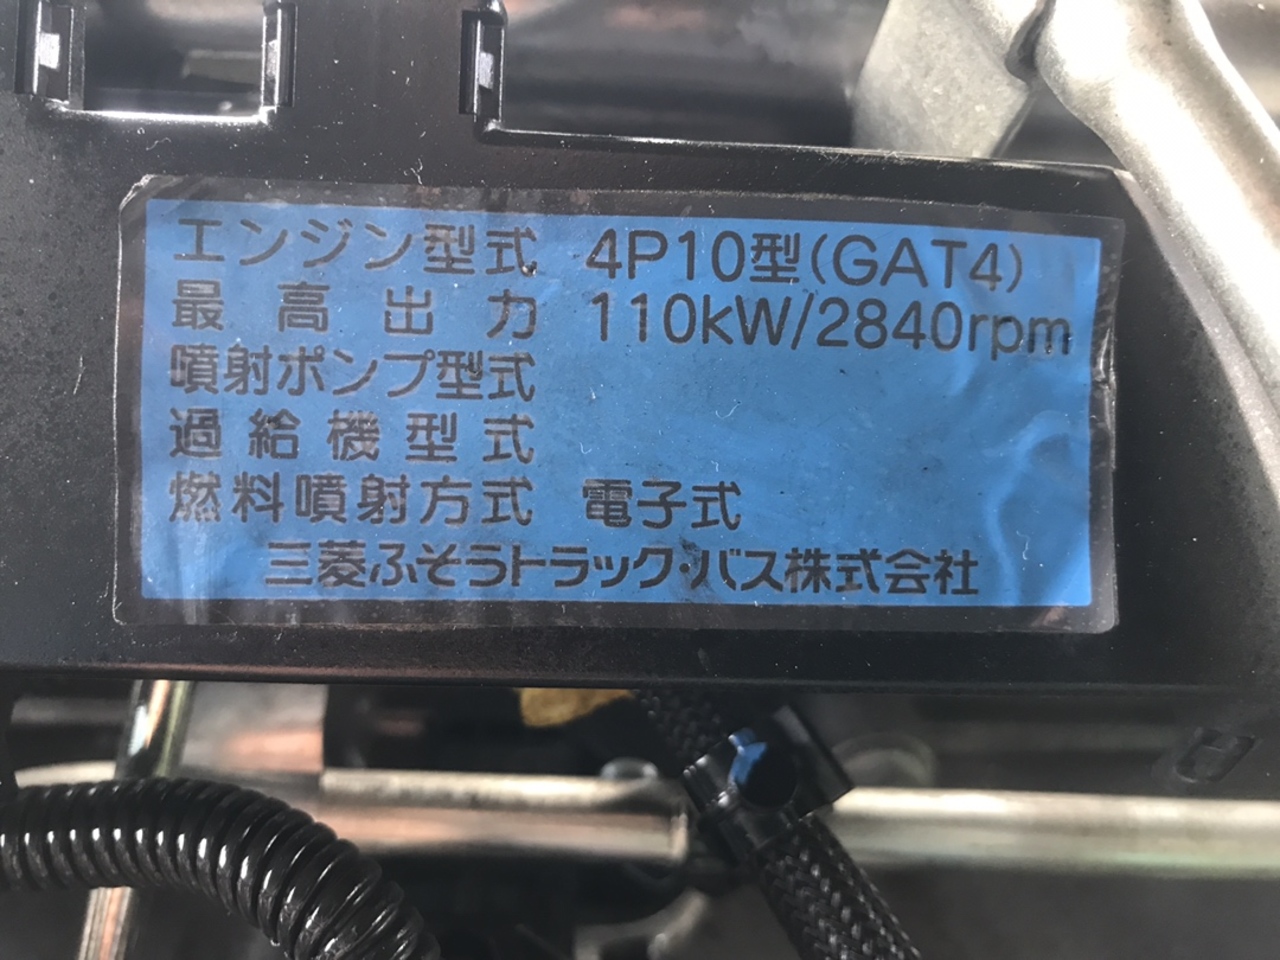 エンジン型式 4P10型(GAT4)
最高出力 110kW/2840rpm
噴射ポンプ型式
過給機型式
燃料噴射方式 電子式
三菱ふそうトラック・バス株式会社